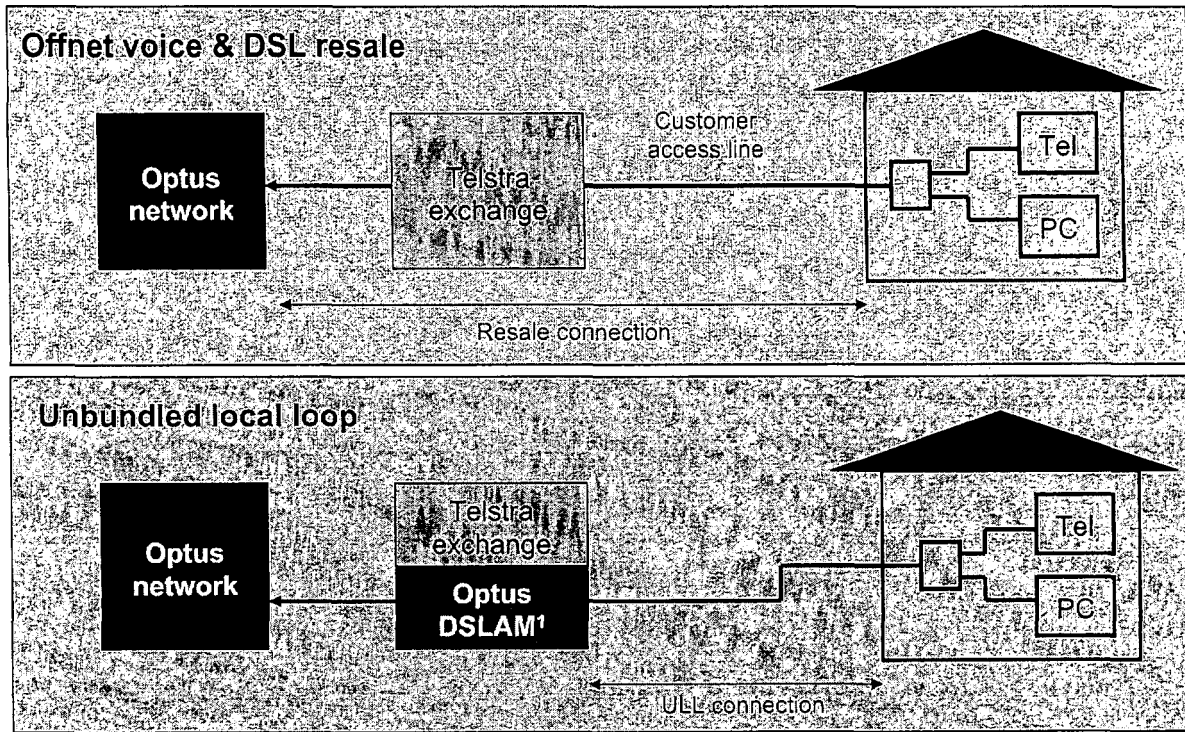 Offnet voice & DSL resale
Customer
access line
Optus
network
Telstra
exchange
Tel
PC
Resale connection
Unbundled local loop
Optus
network
Telstra
exchange
Optus
DSLAM¹
Tel
PC
ULL connection